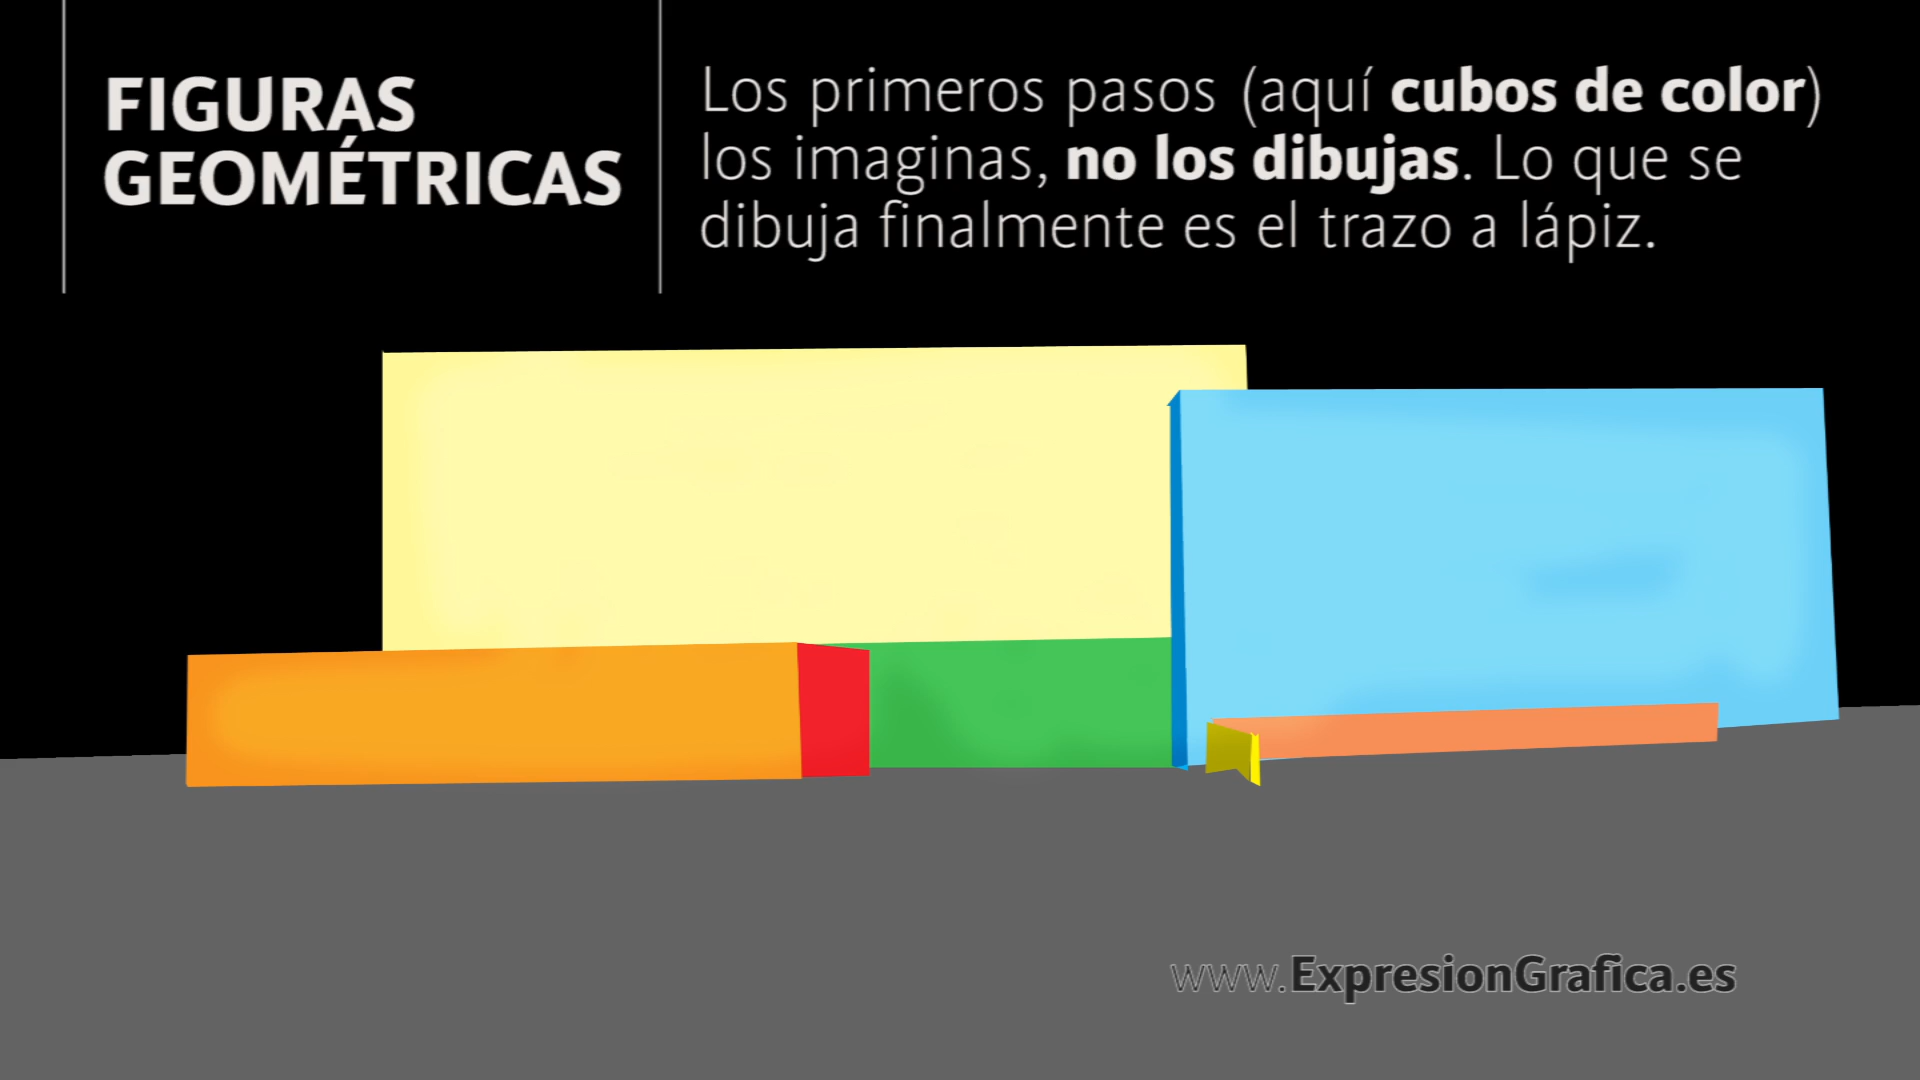 FIGURAS
GEOMÉTRICAS
Los primeros pasos (aquí cubos de color)
los imaginas, no los dibujas. Lo que se
dibuja finalmente es el trazo a lápiz.
www.ExpresionGrafica.es